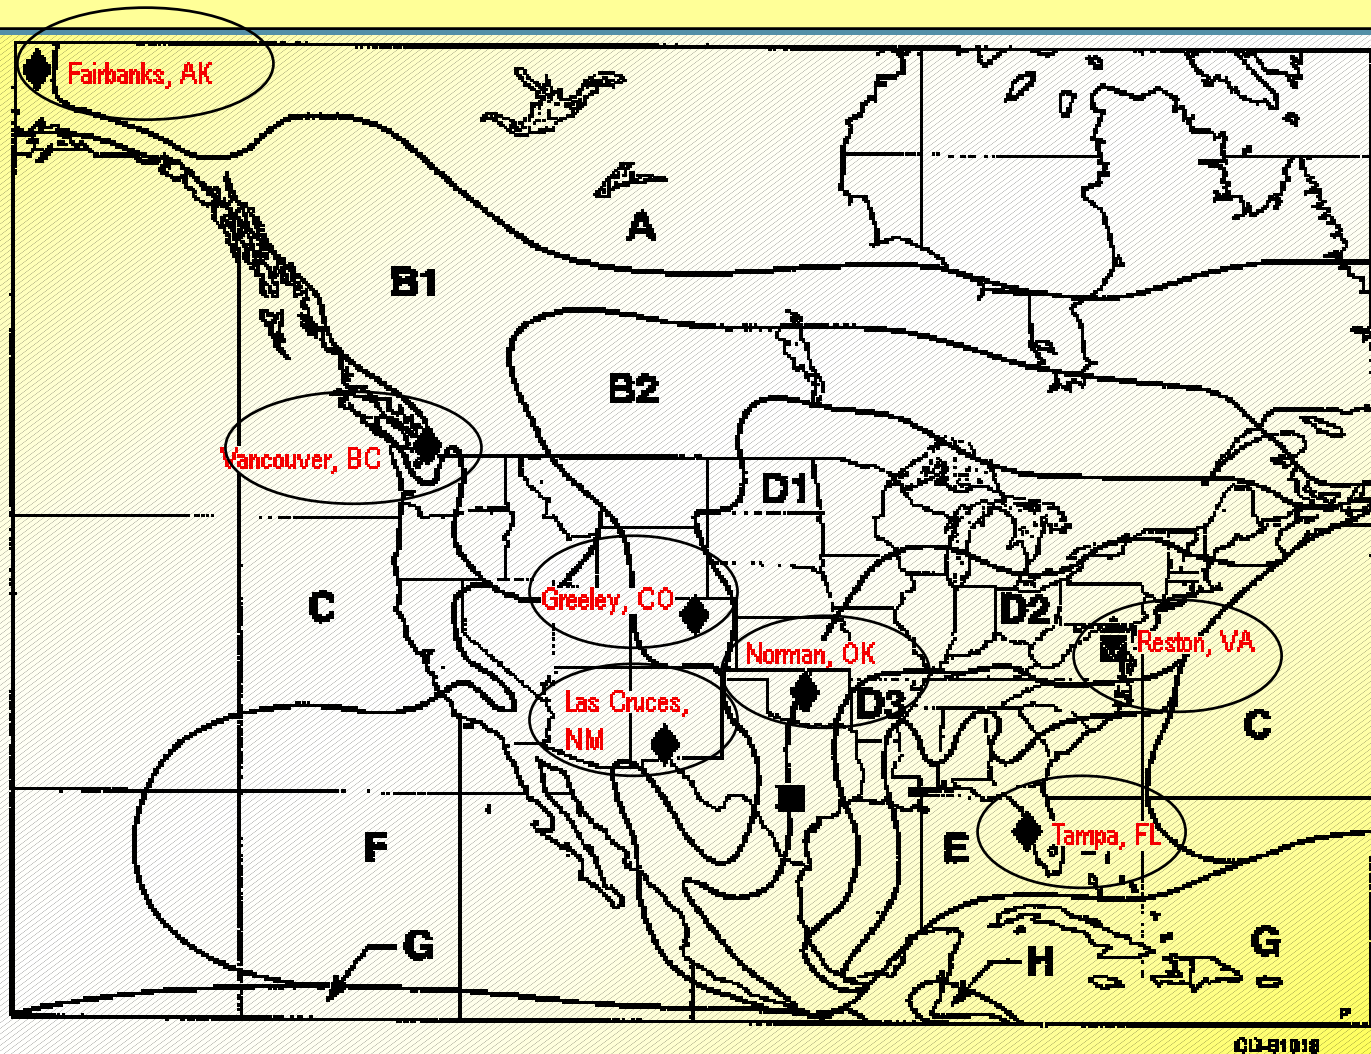 Fairbanks, AK
A
B1
B2
Vancouver, BC
D1
Greeley, CO
C
D2
Norman, OK
Reston, VA
Las Cruces,
NM
D3
C
F
E
Tampa, FL
G
H
G